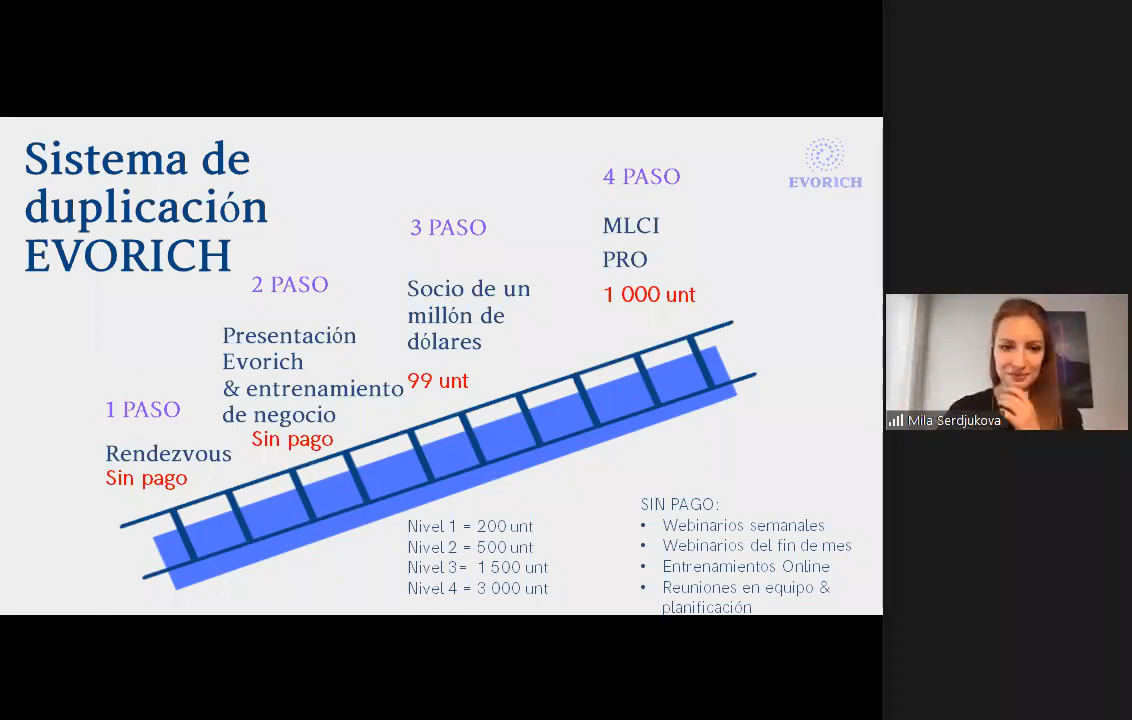 Sistema de
duplicación
EVORICH
EVORICH
1 PASO
Rendezvous
Sin pago
2 PASO
Presentación
Evorich
& entrenamiento
de negocio
Sin pago
3 PASO
Socio de un
millón de
dólares
99 unt
4 PASO
MLCI
PRO
1 000 unt
Nivel 1 = 200 unt
Nivel 2 = 500 unt
Nivel 3= 1 500 unt
Nivel 4 = 3 000 unt
SIN PAGO:
• Webinarios semanales
• Webinarios del fin de mes
• Entrenamientos Online
• Reuniones en equipo &
planificación
Mila Serdjukova